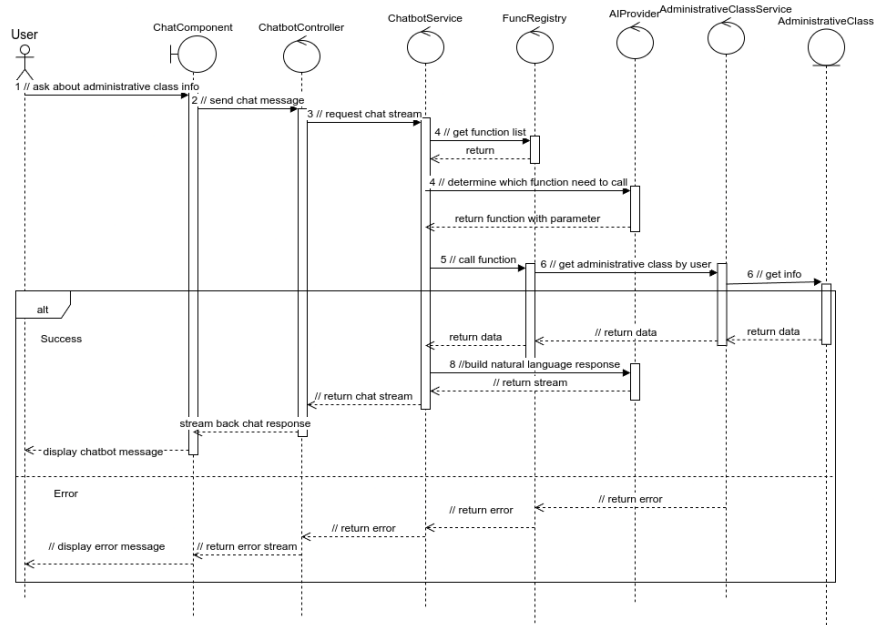 User
ChatComponent
ChatbotController
ChatbotService
FuncRegistry
AIProvider
AdministrativeClassService
AdministrativeClass
1 // ask about administrative class info
2 // send chat message
3 // request chat stream
4 // get function list
return
4 // determine which function need to call
return function with parameter
5 // call function
6 // get administrative class by user
6 // get info
alt
Success
return data
// return data
return data
8 //build natural language response
// return stream
// return chat stream
stream back chat response
display chatbot message
Error
// return error
// return error
// return error
// return error stream
// display error message